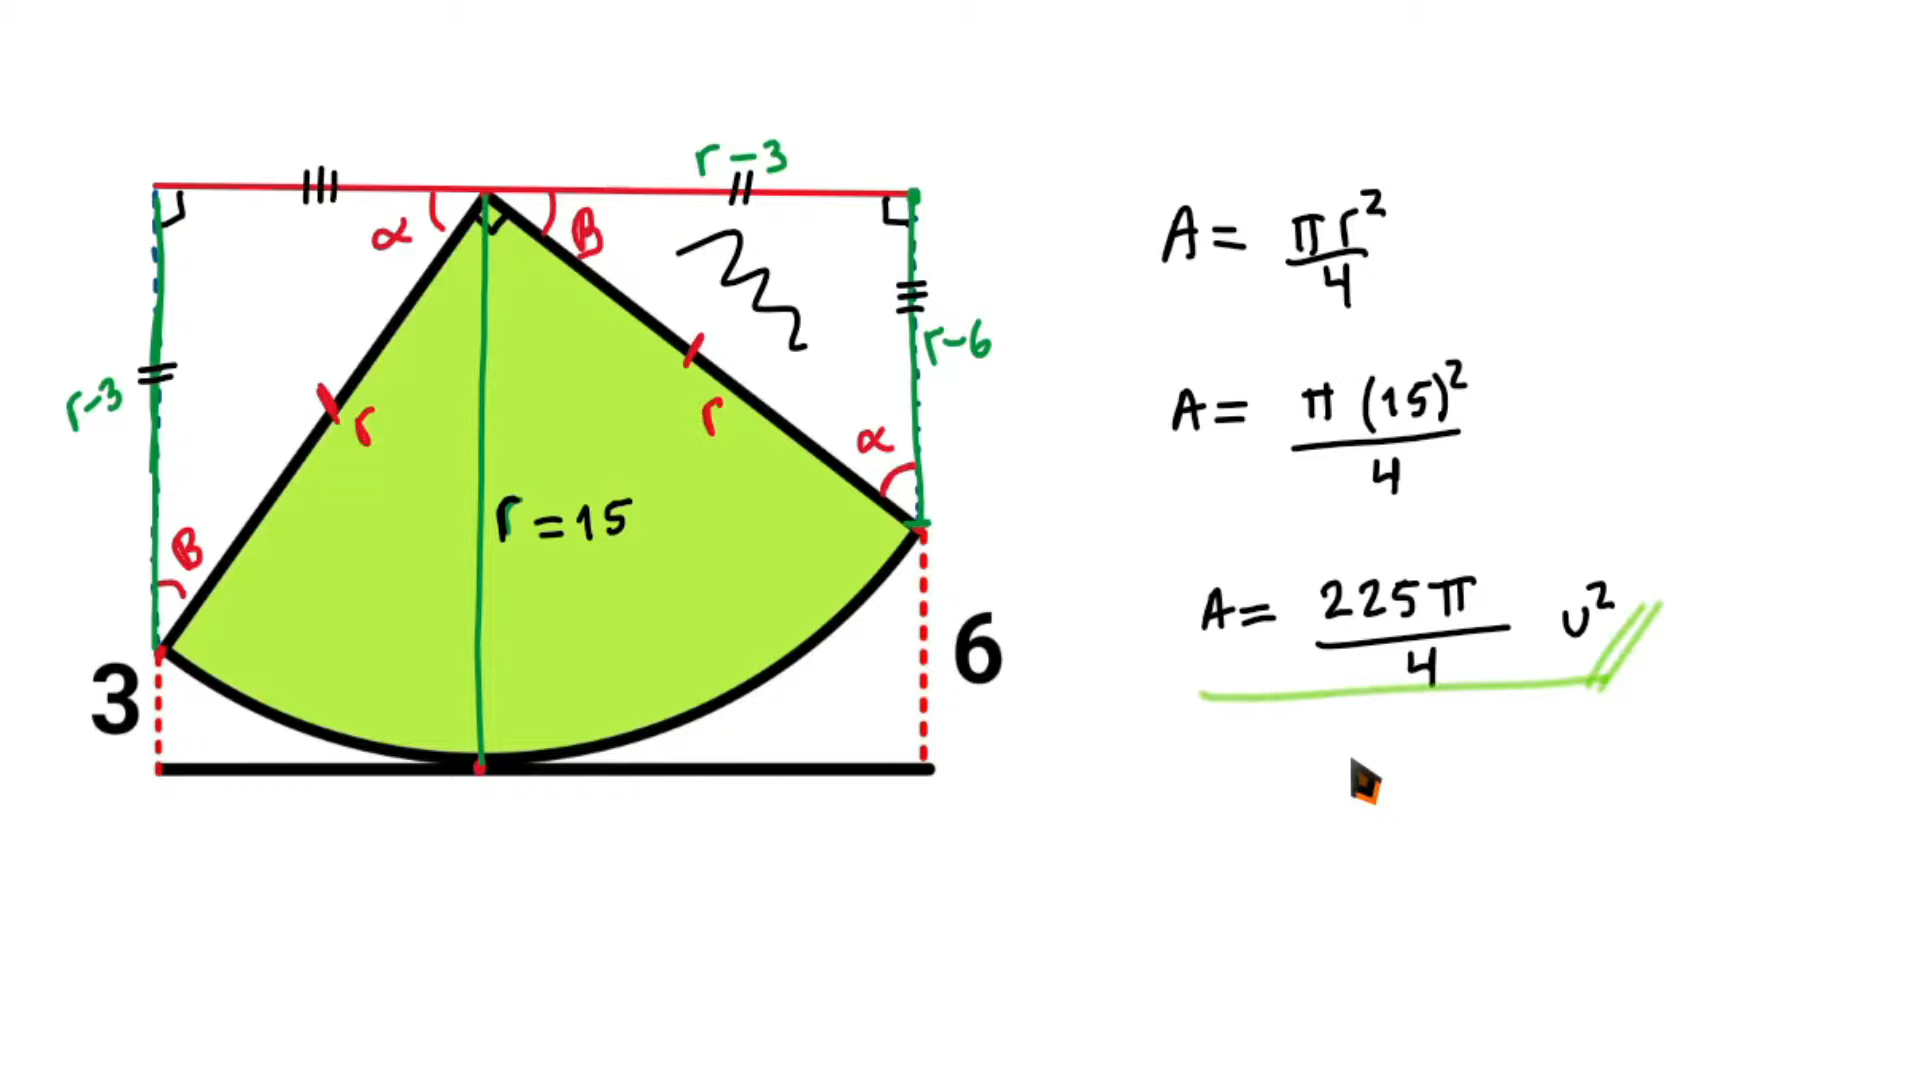 r-3
α
B
r-3
r
r
r-6
α
r=15
B
3
6
A = πr²/4
A = π(15)²/4
A = 225π/4 u²